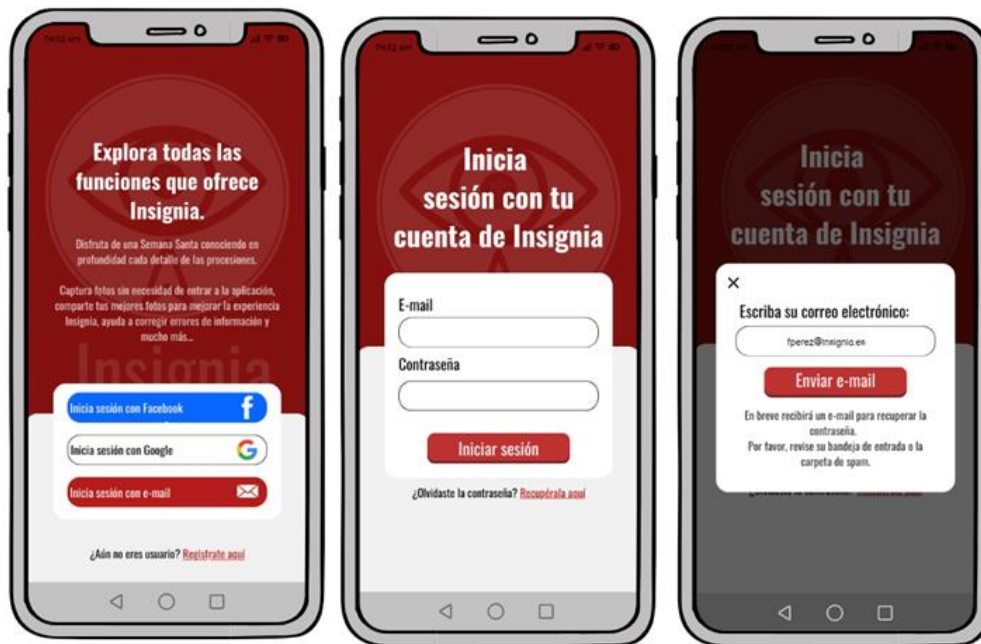 04:52 AM
Explora todas las
funciones que ofrece
Insignia.
Disfruta de una Semana Santa conociendo en
profundidad cada detalle de las procesiones.
Captura fotos sin necesidad de entrar a la aplicación,
comparte tus mejores fotos para mejorar la experiencia
Insignia, ayuda a corregir errores de información y
mucho más...
Insignia
Inicia sesión con Facebook
Inicia sesión con Google
Inicia sesión con e-mail
¿Aún no eres usuario? Regístrate aquí
04:52 AM
Inicia
sesión con tu
cuenta de Insignia
E-mail
Contraseña
Iniciar sesión
¿Olvidaste la contraseña? Recupérala aquí
Inicia
sesión con tu
cuenta de Insignia
Escriba su correo electrónico:
fperez@insignia.es
Enviar e-mail
En breve recibirá un e-mail para recuperar la
contraseña.
Por favor, revise su bandeja de entrada o la
carpeta de spam.